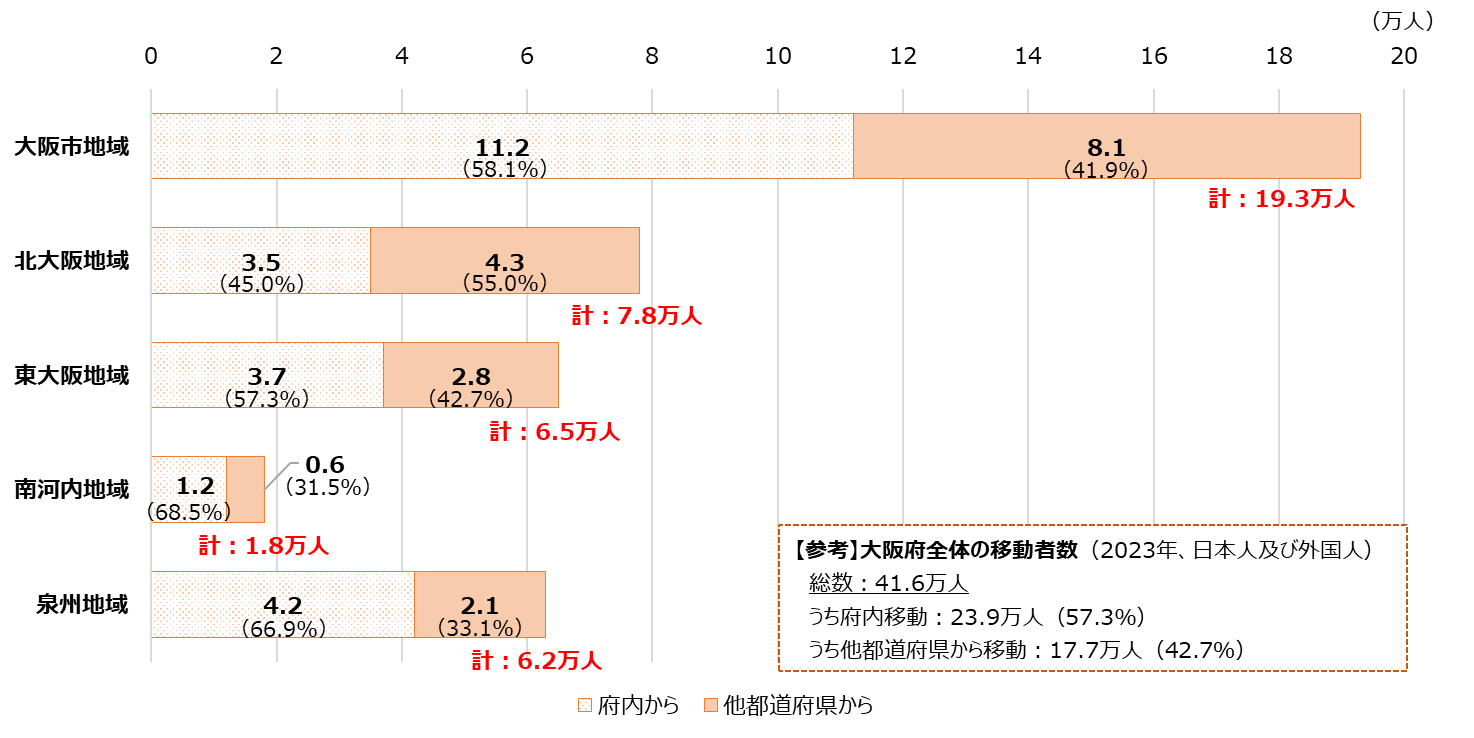 （万人）
0 2 4 6 8 10 12 14 16 18 20
大阪市地域
11.2
（58.1%）
8.1
（41.9%）
計：19.3万人
北大阪地域
3.5
（45.0%）
4.3
（55.0%）
計：7.8万人
東大阪地域
3.7
（57.3%）
2.8
（42.7%）
計：6.5万人
南河内地域
1.2
（68.5%）
0.6
（31.5%）
計：1.8万人
泉州地域
4.2
（66.9%）
2.1
（33.1%）
計：6.2万人
【参考】大阪府全体の移動者数（2023年、日本人及び外国人）
総数：41.6万人
うち府内移動：23.9万人（57.3%）
うち他都道府県から移動：17.7万人（42.7%）
府内から 他都道府県から